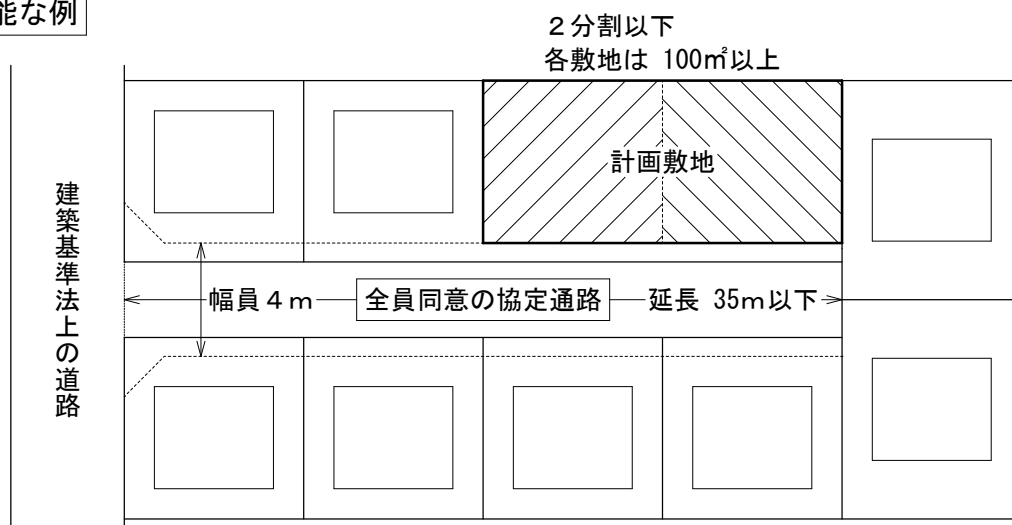 能な例
２分割以下
各敷地は 100㎡以上
計画敷地
建築基準法上の道路
幅員４ｍ
全員同意の協定通路
延長 35ｍ以下